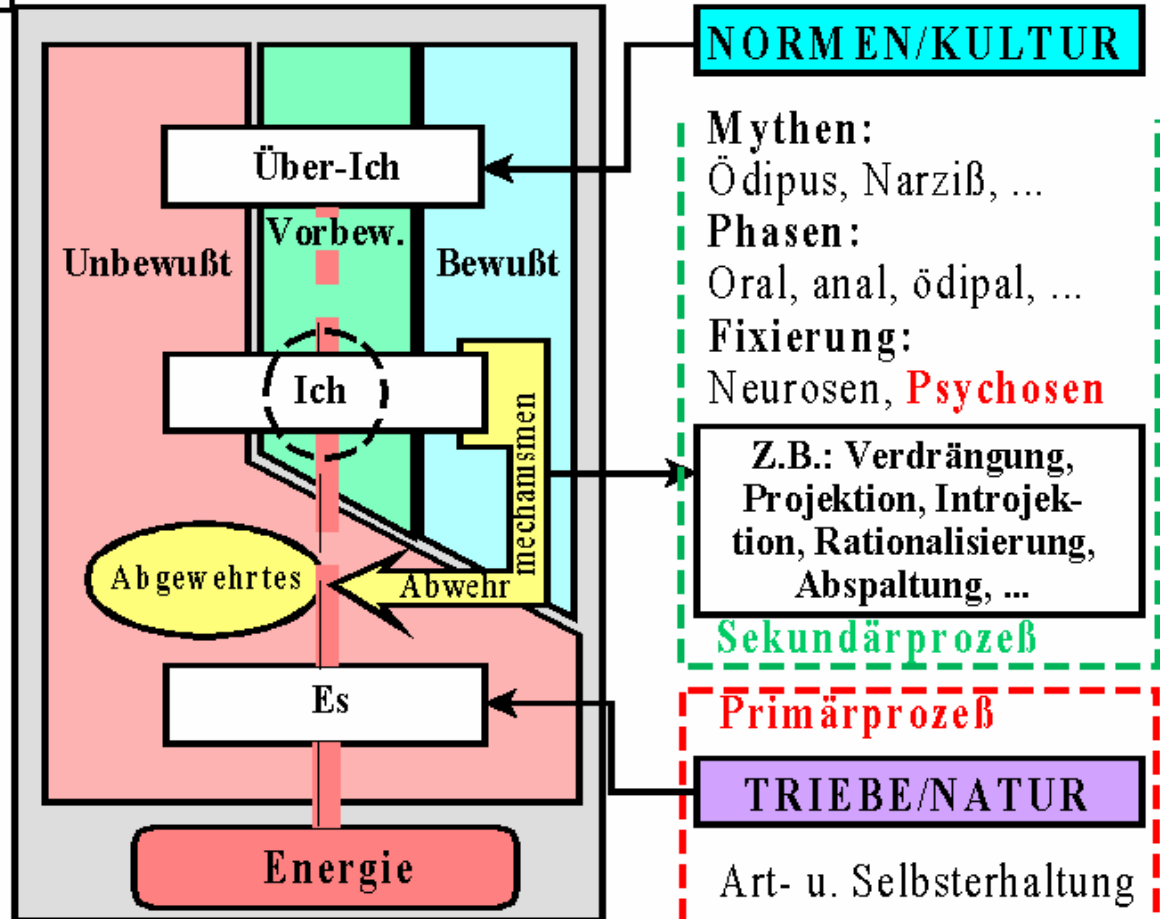 NORMEN/KULTUR
Über-Ich
Vorbew.
Unbewußt
Bewußt
Ich
mechanismen
Abwehr
Abgewehrtes
Es
Energie
Mythen:
Ödipus, Narziß, ...
Phasen:
Oral, anal, ödipal, ...
Fixierung:
Neurosen, Psychosen
Z.B.: Verdrängung,
Projektion, Introjek-
tion, Rationalisierung,
Abspaltung, ...
Sekundärprozeß
Primärprozeß
TRIEBE/NATUR
Art- u. Selbsterhaltung